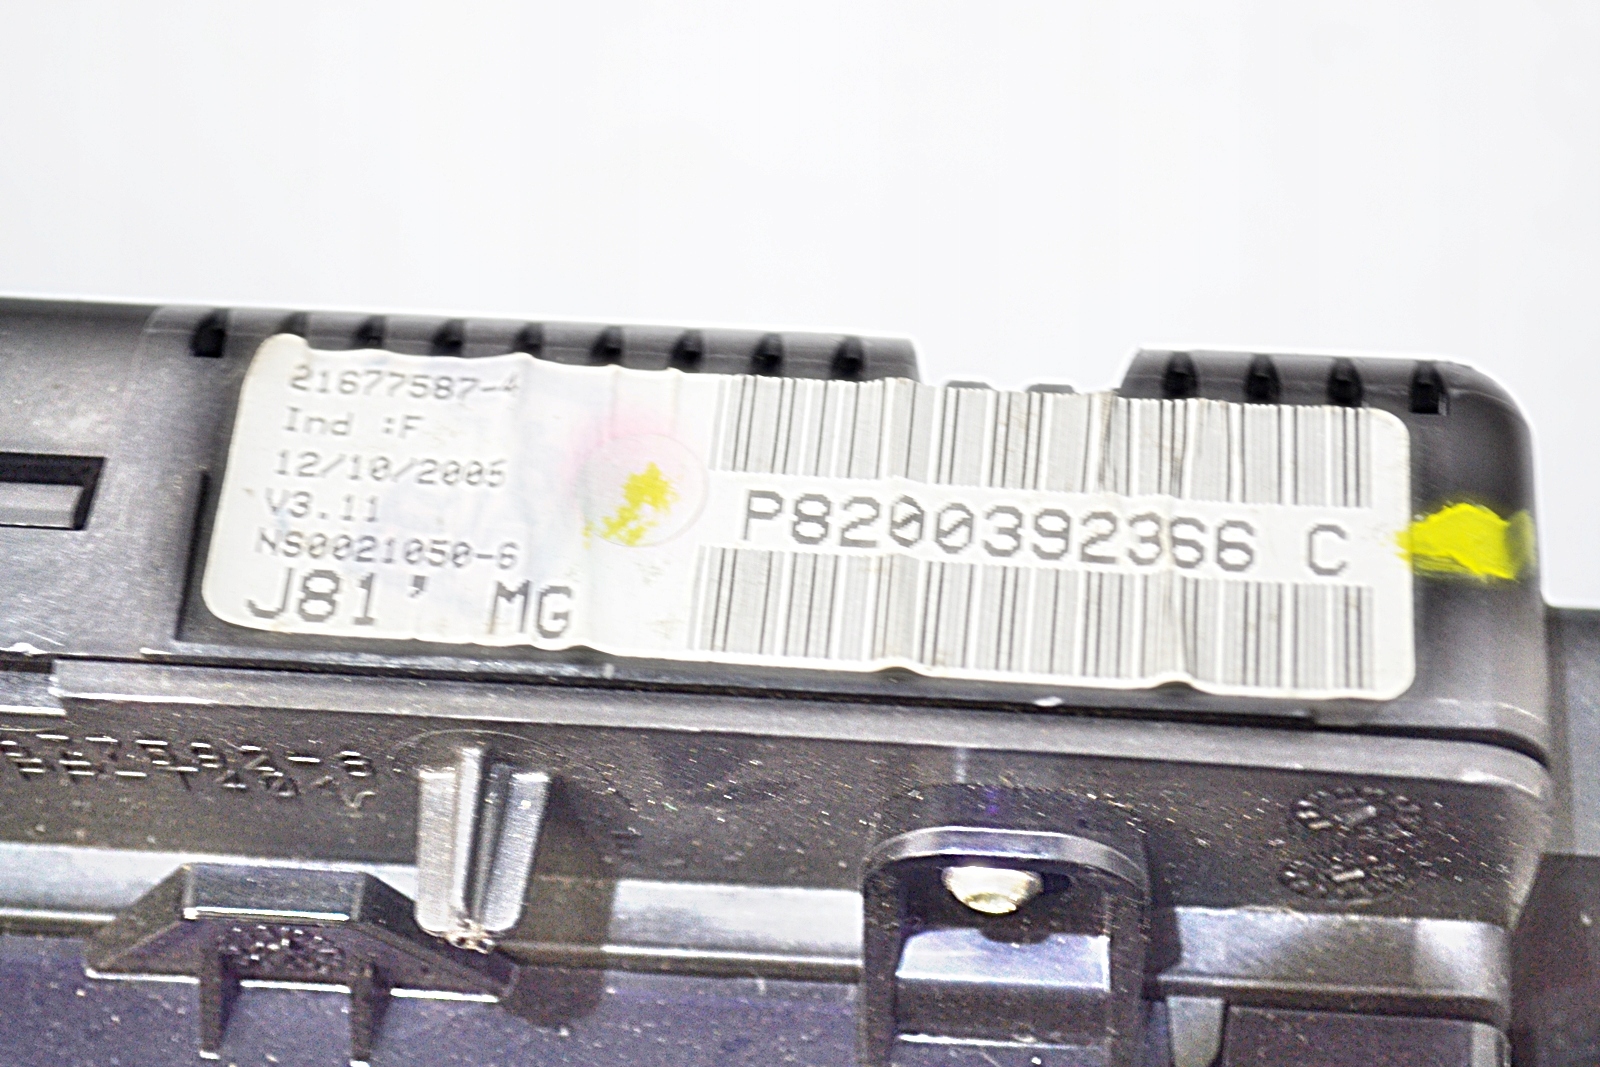 21677587-4
Ind :F
12/10/2005
V3.11
NS0021050-6
J81' MG
P8200392366 C